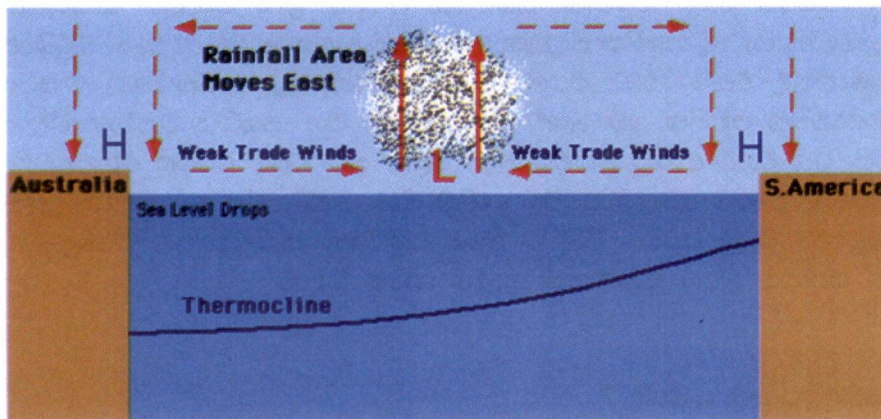 Rainfall Area
Moves East
H
Weak Trade Winds
L
Weak Trade Winds
H
Australia
S.America
Sea Level Drops
Thermocline